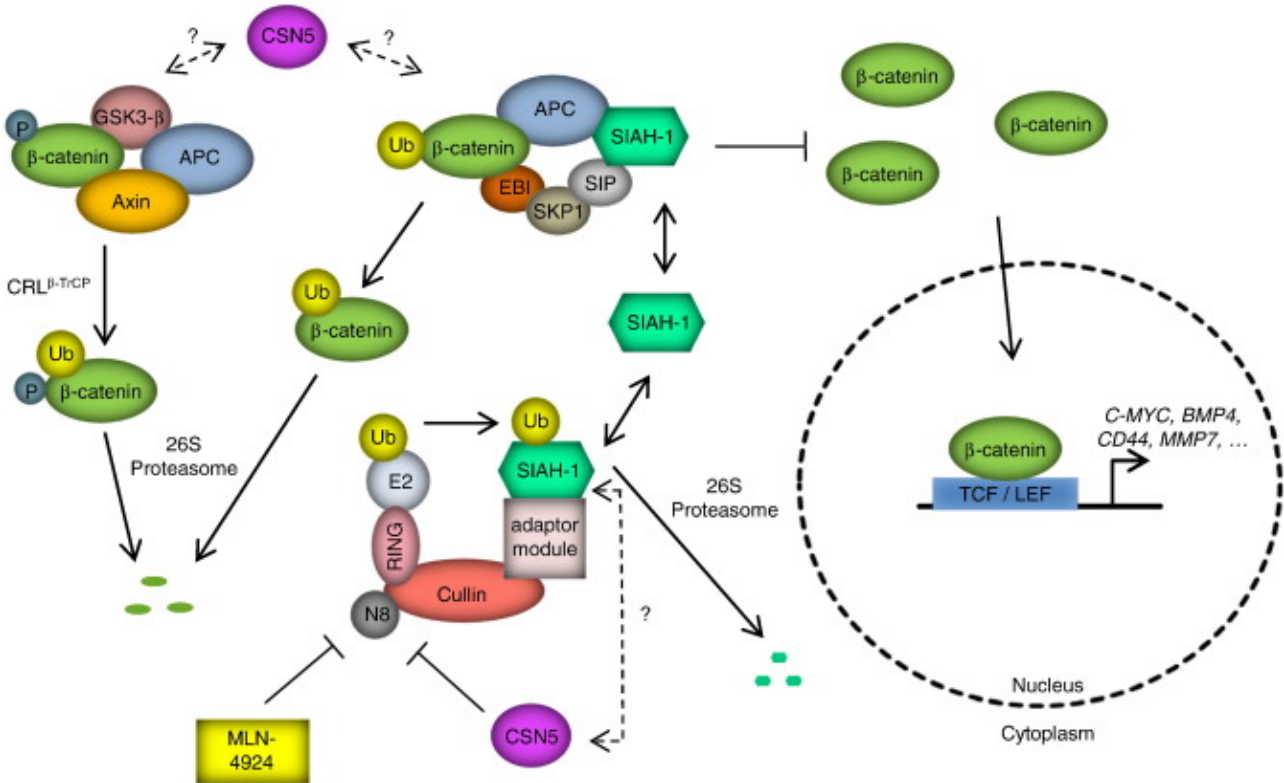 ?
CSN5
?
GSK3-β
P
β-catenin
APC
Axin
CRLβ-TrCP
Ub
P
β-catenin
26S
Proteasome
APC
SIAH-1
Ub
β-catenin
EBI
SIP
SKP1
Ub
β-catenin
SIAH-1
Ub
E2
RING
N8
Cullin
Ub
SIAH-1
adaptor
module
?
26S
Proteasome
MLN-
4924
CSN5
β-catenin
β-catenin
β-catenin
C-MYC, BMP4,
CD44, MMP7, ...
β-catenin
TCF / LEF
Nucleus
Cytoplasm